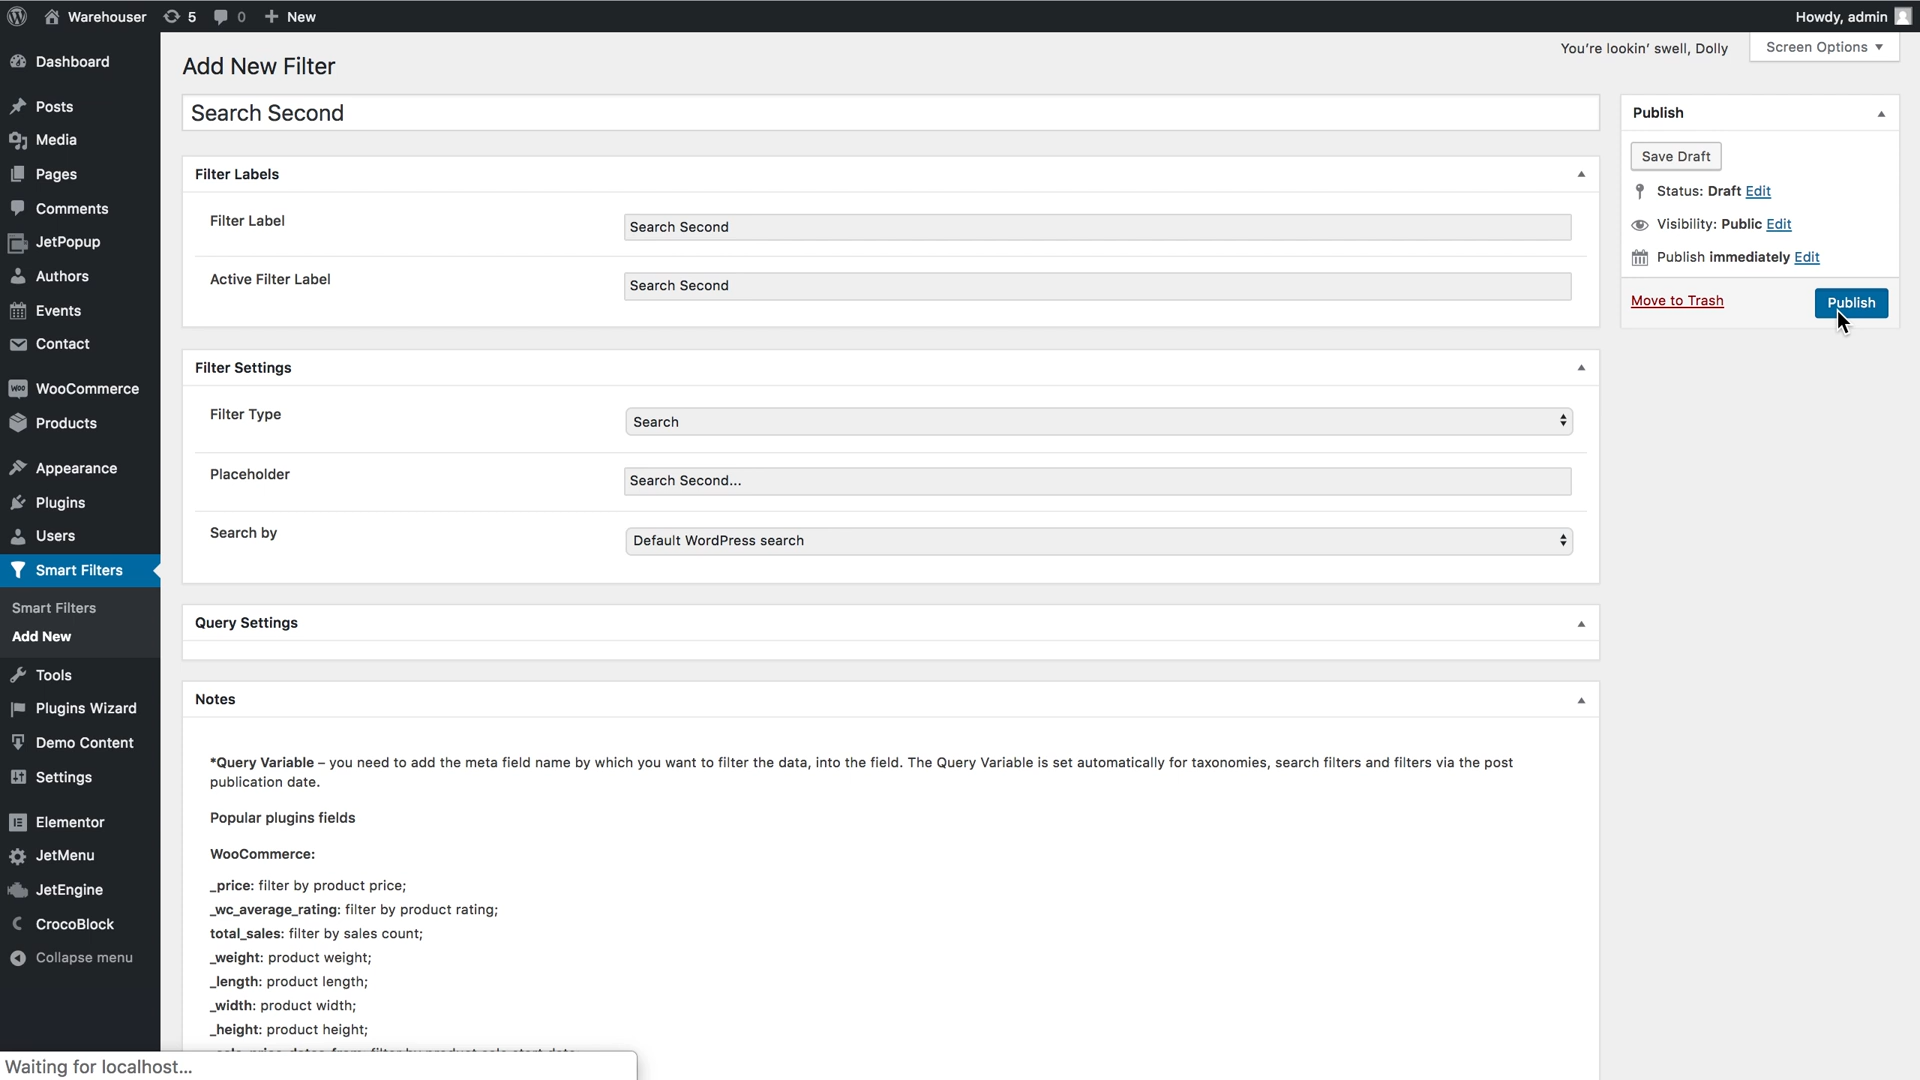 Warehouser 5 0 New Howdy, admin
You're lookin' swell, Dolly Screen Options
Dashboard
Posts
Media
Pages
Comments
JetPopup
Authors
Events
Contact
WooCommerce
Products
Appearance
Plugins
Users
Smart Filters
Smart Filters
Add New
Tools
Plugins Wizard
Demo Content
Settings
Elementor
JetMenu
JetEngine
CrocoBlock
Collapse menu
Add New Filter
Search Second
Filter Labels
Filter Label Search Second
Active Filter Label Search Second
Filter Settings
Filter Type Search
Placeholder Search Second...
Search by Default WordPress search
Query Settings
Notes
*Query Variable – you need to add the meta field name by which you want to filter the data, into the field. The Query Variable is set automatically for taxonomies, search filters and filters via the post
publication date.
Popular plugins fields
WooCommerce:
_price: filter by product price;
_wc_average_rating: filter by product rating;
total_sales: filter by sales count;
_weight: product weight;
_length: product length;
_width: product width;
_height: product height;
Publish
Save Draft
Status: Draft Edit
Visibility: Public Edit
Publish immediately Edit
Move to Trash Publish
Waiting for localhost...